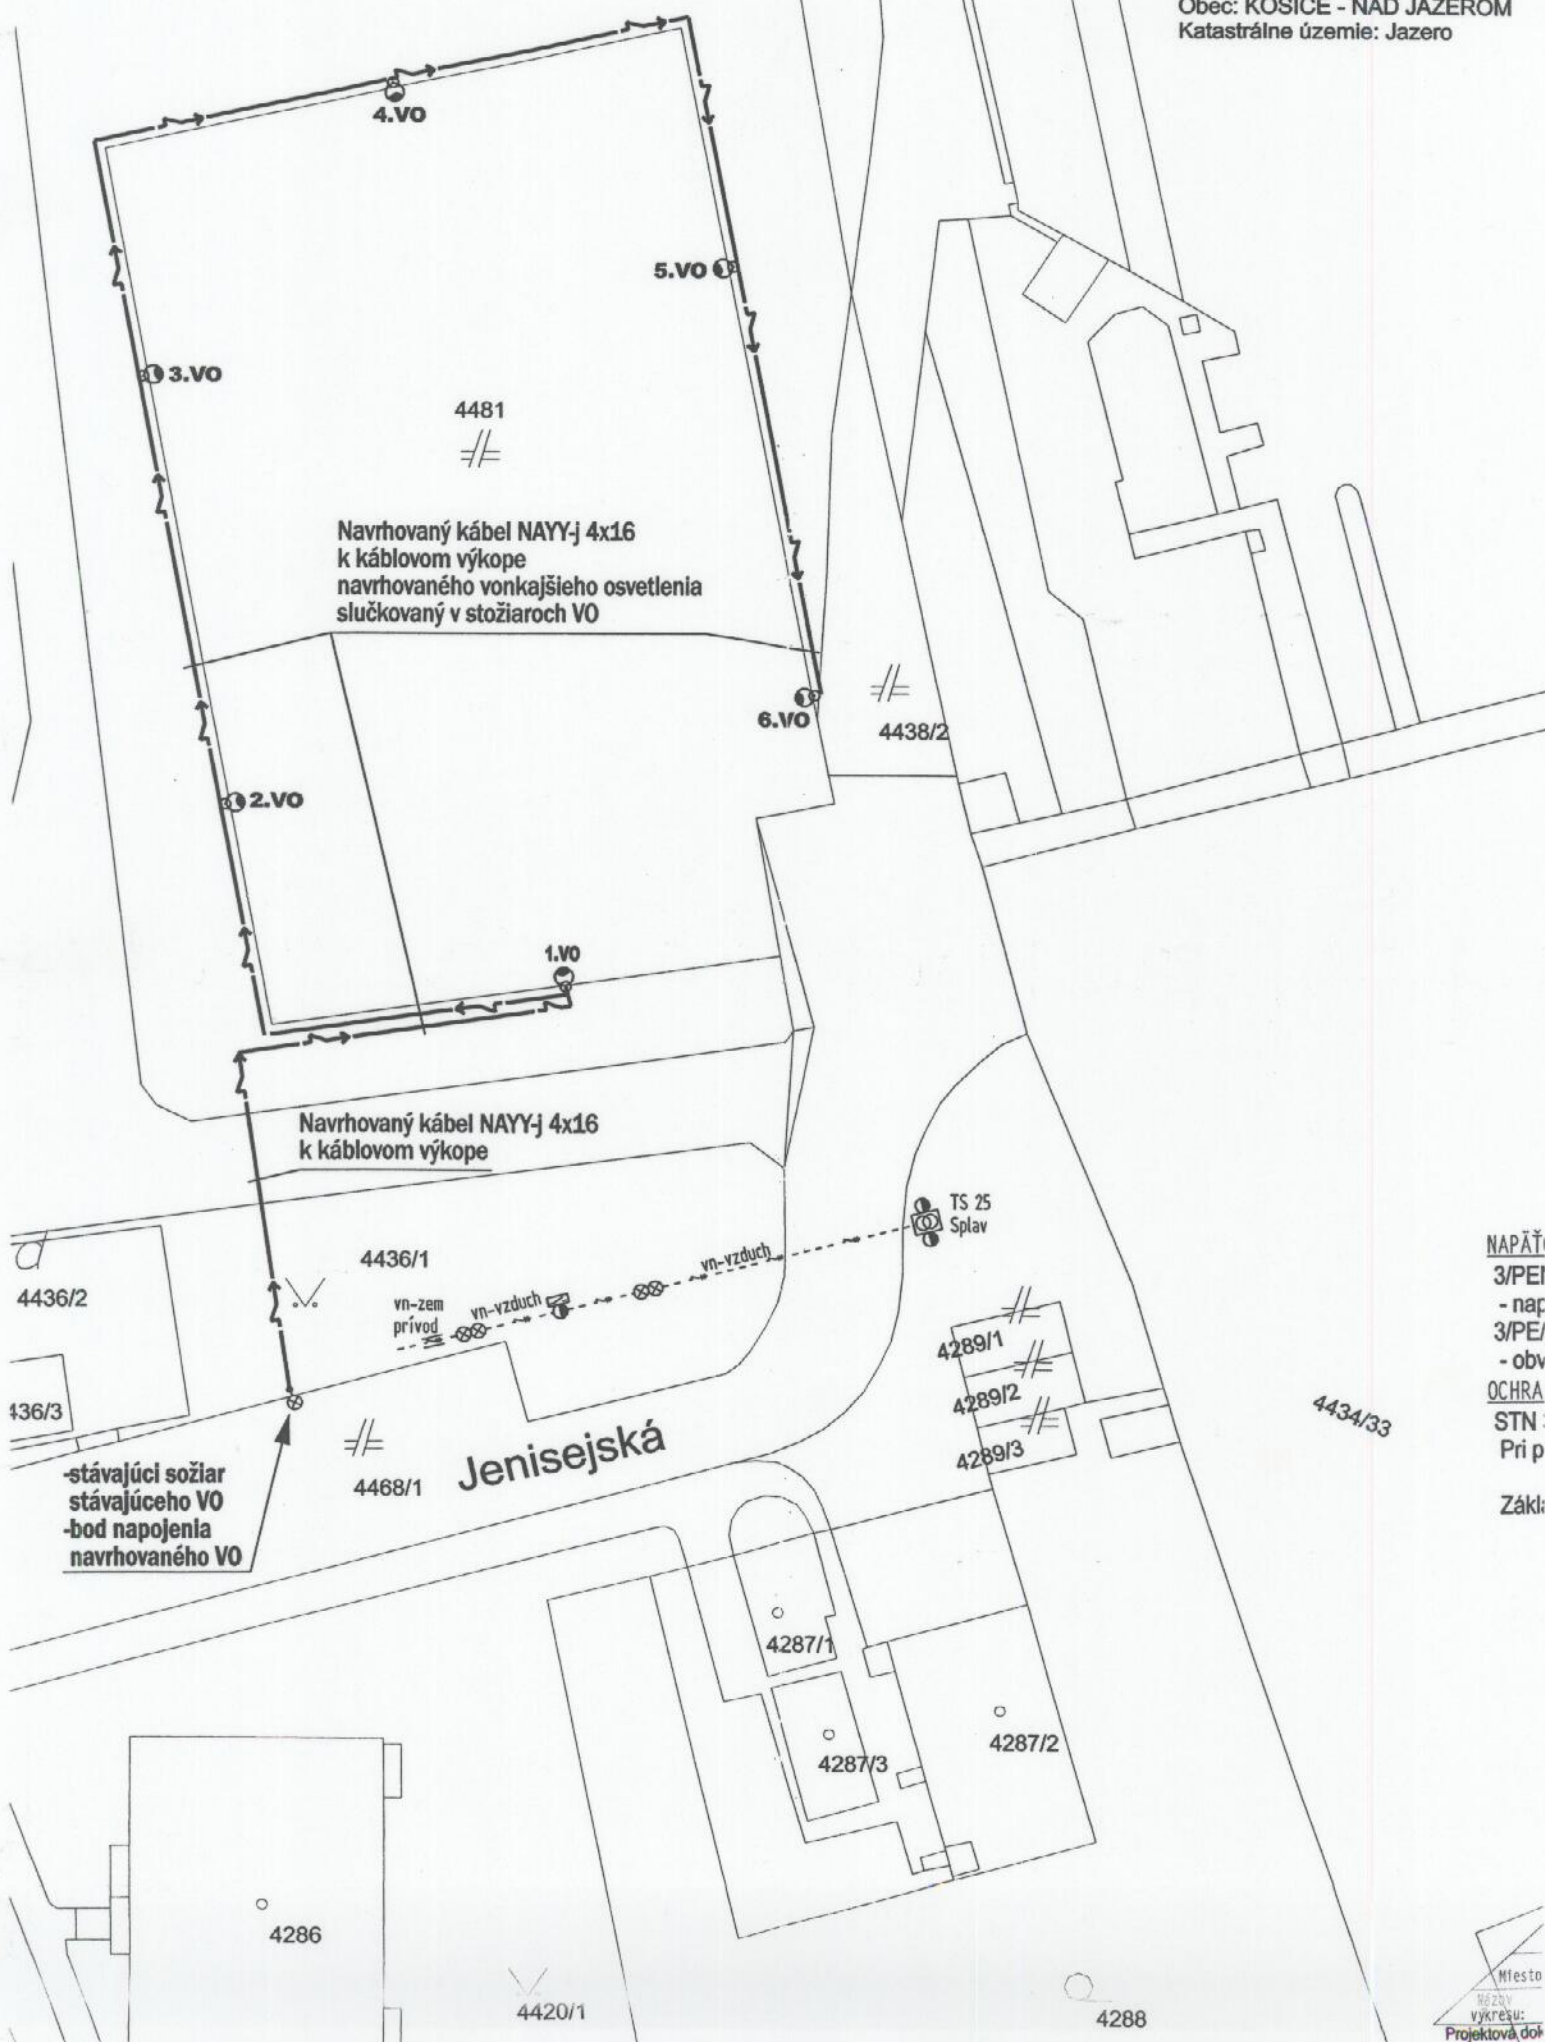 Obec: KOŠICE - NAD JAZEROM
Katastrálne územie: Jazero
4.VO
5.VO
3.VO
4481
Navrhovaný kábel NAYY-j 4x16
k káblovom výkope
navrhovaného vonkajšieho osvetlenia
slučkovaný v stožiaroch VO
6.VO
4438/2
2.VO
1.VO
Navrhovaný kábel NAYY-j 4x16
k káblovom výkope
TS 25
Splav
4436/1
vn-vzduch
4436/2
vn-zem
prívod
vn-vzduch
NAPÄŤ
3/PE
- nap
3/PE/
- obv
OCHRA
STN
Pri p
Zákl
4289/1
4289/2
4289/3
4434/33
436/3
-stávajúci sožiar
stávajúceho VO
-bod napojenia
navrhovaného VO
4468/1
Jenisejská
4287/1
4287/3
4287/2
4286
4420/1
4288
Miesto
Názov
výkresu:
Projektová dok